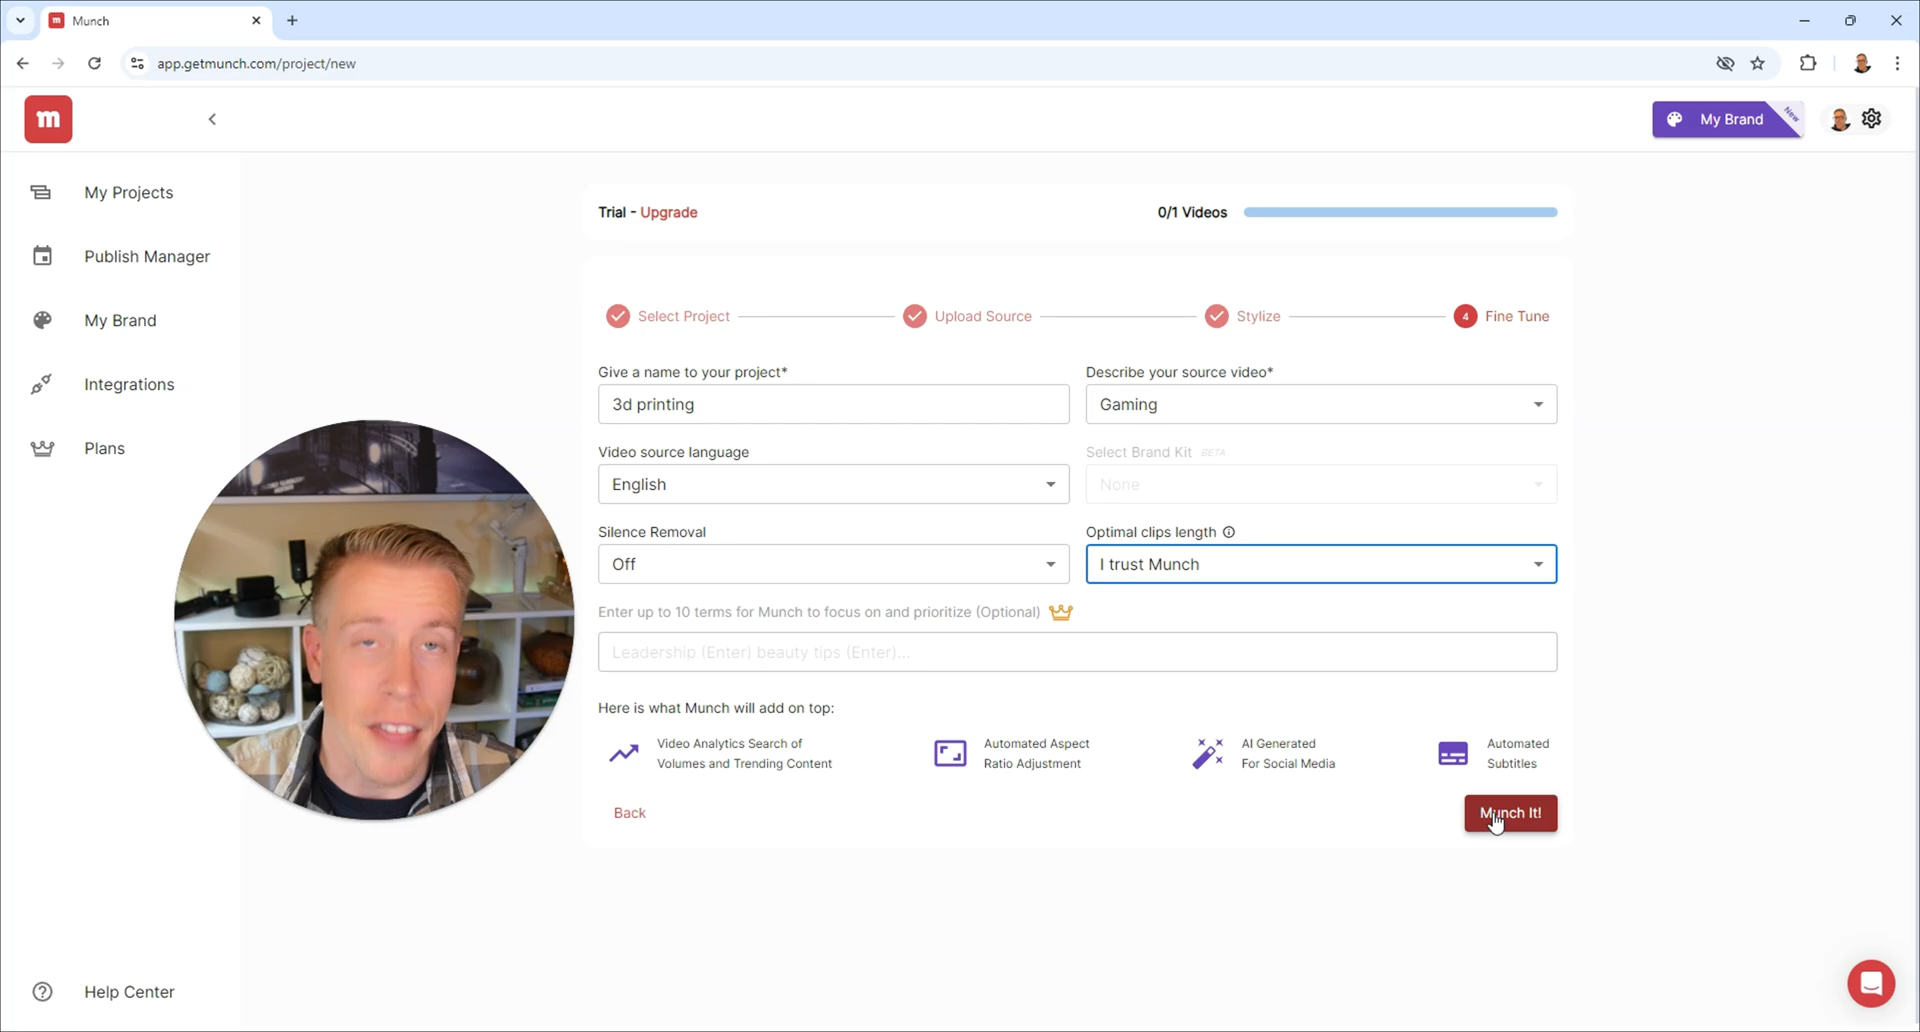 Munch
app.getmunch.com/project/new
m
My Brand
New
My Projects
Publish Manager
My Brand
Integrations
Plans
Help Center
Trial - Upgrade
0/1 Videos
Select Project
Upload Source
Stylize
4 Fine Tune
Give a name to your project*
Describe your source video*
3d printing
Gaming
Video source language
Select Brand Kit BETA
English
None
Silence Removal
Optimal clips length
Off
I trust Munch
Enter up to 10 terms for Munch to focus on and prioritize (Optional)
Leadership (Enter) beauty tips (Enter)...
Here is what Munch will add on top:
Video Analytics Search of
Volumes and Trending Content
Automated Aspect
Ratio Adjustment
AI Generated
For Social Media
Automated
Subtitles
Back
Munch It!